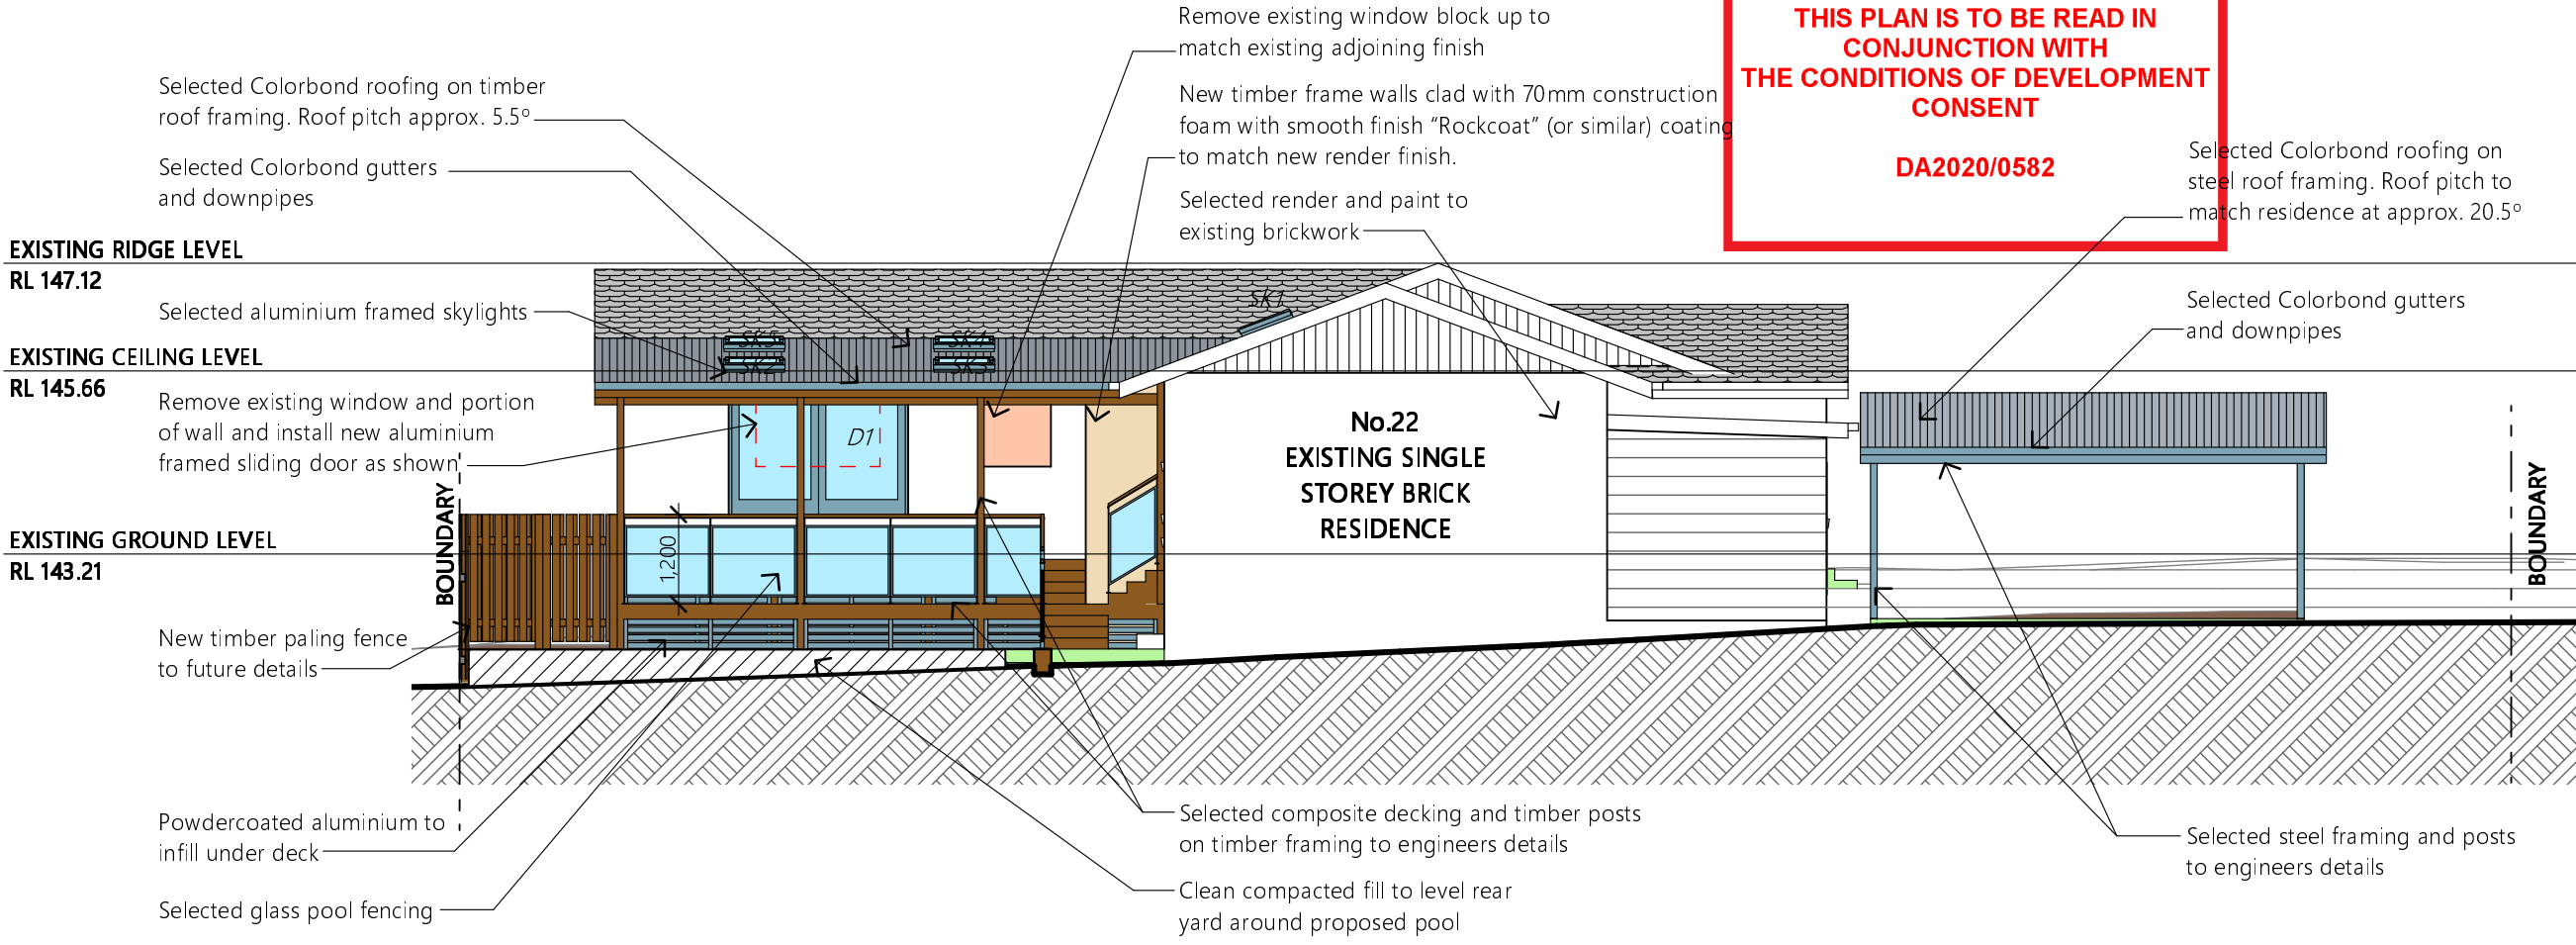 Remove existing window block up to
match existing adjoining finish
THIS PLAN IS TO BE READ IN
CONJUNCTION WITH
THE CONDITIONS OF DEVELOPMENT
CONSENT
DA2020/0582
Selected Colorbond roofing on timber
roof framing. Roof pitch approx. 5.5º
New timber frame walls clad with 70mm construction
foam with smooth finish “Rockcoat” (or similar) coating
to match new render finish.
Selected Colorbond gutters
and downpipes
Selected render and paint to
existing brickwork
Selected Colorbond roofing on
steel roof framing. Roof pitch to
match residence at approx. 20.5º
EXISTING RIDGE LEVEL
RL 147.12
Selected aluminium framed skylights
SK1
Selected Colorbond gutters
and downpipes
SK5
SK4
SK2
SK3
EXISTING CEILING LEVEL
RL 145.66
Remove existing window and portion
of wall and install new aluminium
framed sliding door as shown
D1
No.22
EXISTING SINGLE
STOREY BRICK
RESIDENCE
BOUNDARY
BOUNDARY
EXISTING GROUND LEVEL
RL 143.21
1,200
New timber paling fence
to future details
Powdercoated aluminium to
infill under deck
Selected glass pool fencing
Selected composite decking and timber posts
on timber framing to engineers details
Clean compacted fill to level rear
yard around proposed pool
Selected steel framing and posts
to engineers details